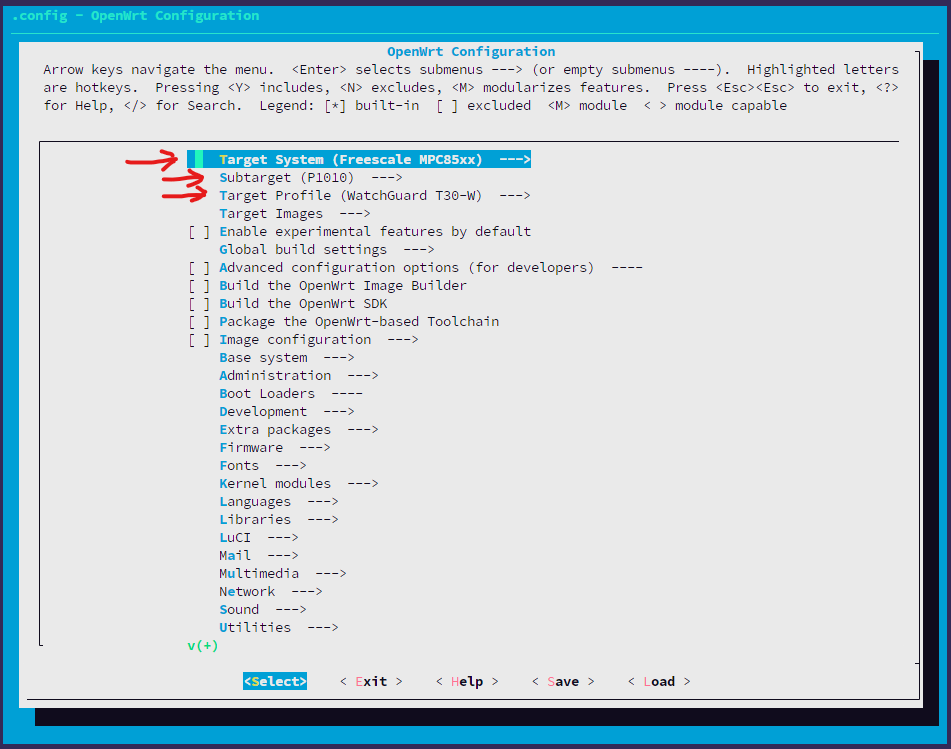 .config - OpenWrt Configuration
OpenWrt Configuration
Arrow keys navigate the menu.  <Enter> selects submenus ---> (or empty submenus ----).  Highlighted letters
are hotkeys.  Pressing <Y> includes, <N> excludes, <M> modularizes features.  Press <Esc><Esc> to exit, <?>
for Help, </> for Search.  Legend: [*] built-in  [ ] excluded  <M> module  < > module capable
Target System (Freescale MPC85xx)  --->
Subtarget (P1010)  --->
Target Profile (WatchGuard T30-W)  --->
Target Images  --->
[ ] Enable experimental features by default
Global build settings  --->
[ ] Advanced configuration options (for developers)  ----
[ ] Build the OpenWrt Image Builder
[ ] Build the OpenWrt SDK
[ ] Package the OpenWrt-based Toolchain
[ ] Image configuration  --->
Base system  --->
Administration  --->
Boot Loaders  ----
Development  --->
Extra packages  --->
Firmware  --->
Fonts  --->
Kernel modules  --->
Languages  --->
Libraries  --->
LuCI  --->
Mail  --->
Multimedia  --->
Network  --->
Sound  --->
Utilities  --->
v(+)
<Select>    < Exit >    < Help >    < Save >    < Load >